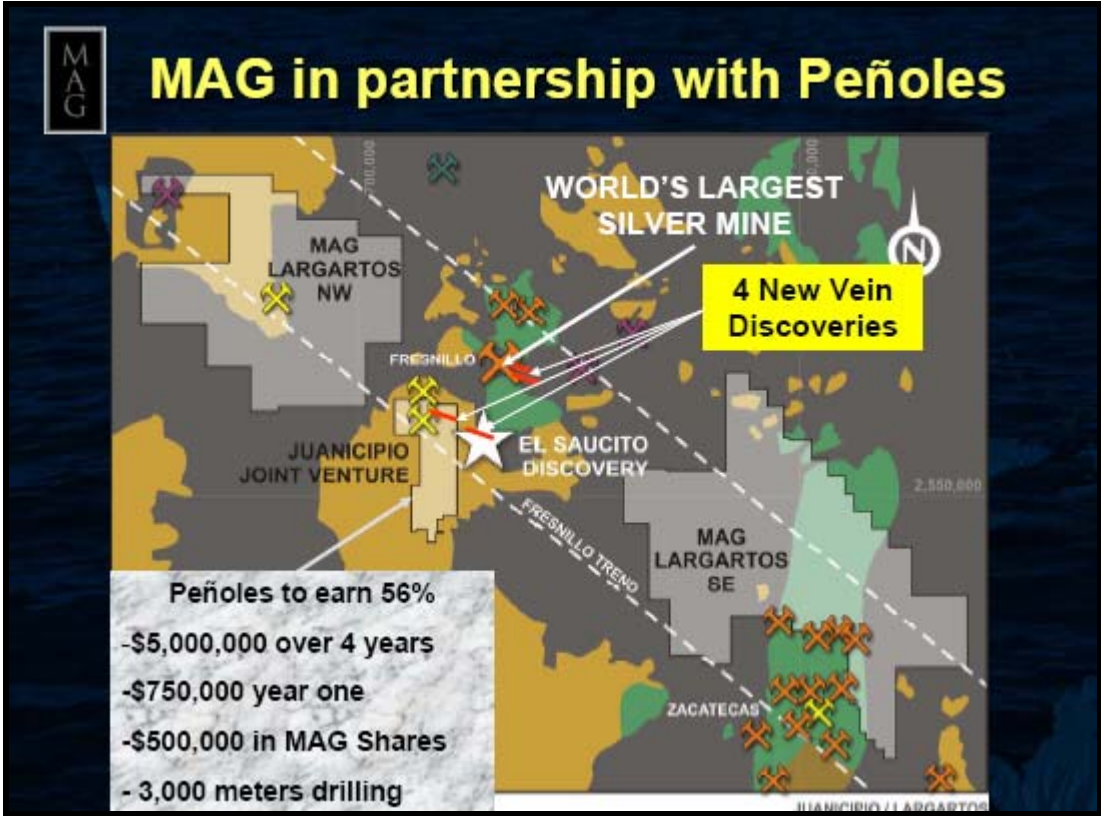 MAG
MAG in partnership with Peñoles
WORLD'S LARGEST
SILVER MINE
N
MAG
LARGARTOS
NW
4 New Vein
Discoveries
FRESNILLO
EL SAUCITO
DISCOVERY
JUANICIPIO
JOINT VENTURE
2,550,000
FRESNILLO TREND
MAG
LARGARTOS
SE
Peñoles to earn 56%
-$5,000,000 over 4 years
-$750,000 year one
-$500,000 in MAG Shares
- 3,000 meters drilling
ZACATECAS
JUANICIPIO / LARGARTOS